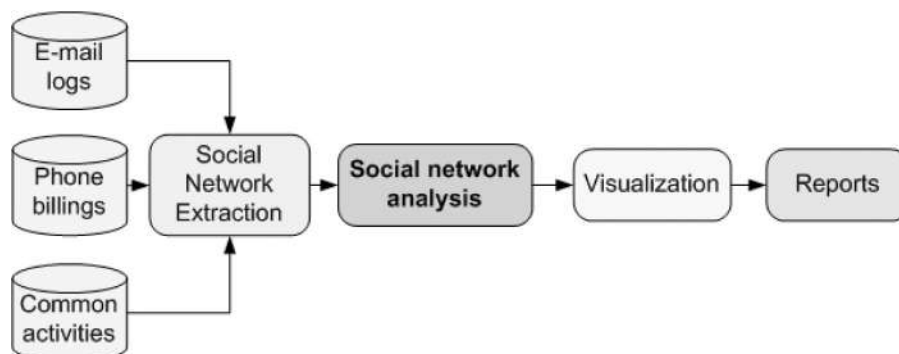 E-mail
logs
Phone
billings
Common
activities
Social
Network
Extraction
Social network
analysis
Visualization
Reports